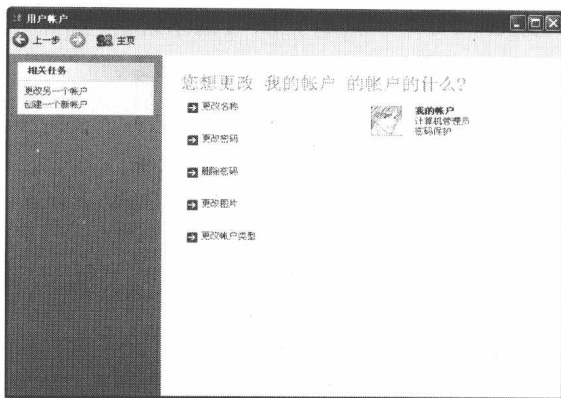 用户帐户
上一步 主页
相关任务
更改另一个帐户
创建一个新帐户
您想更改 我的帐户 的帐户的什么?
更改名称
我的帐户
计算机管理员
密码保护
更改密码
删除密码
更改图片
更改帐户类型